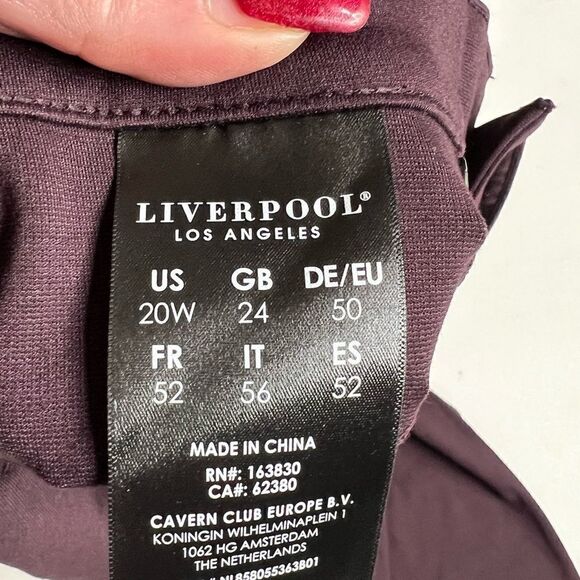 LIVERPOOL®
LOS ANGELES
US GB DE/EU
20W 24 50
FR IT ES
52 56 52
MADE IN CHINA
RN#: 163830
CA#: 62380
CAVERN CLUB EUROPE B.V.
KONINGIN WILHELMINAPLEIN 1
1062 HG AMSTERDAM
THE NETHERLANDS
NL858055363B01